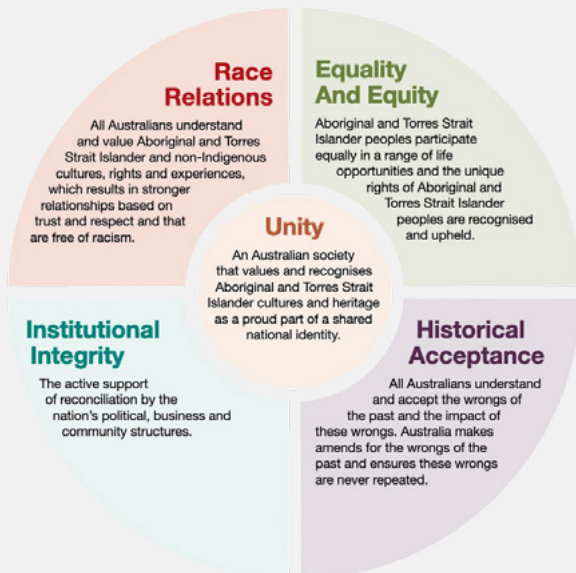 Race
Relations
All Australians understand
and value Aboriginal and Torres
Strait Islander and non-Indigenous
cultures, rights and experiences,
which results in stronger
relationships based on
trust and respect and that
are free of racism.
Equality
And Equity
Aboriginal and Torres Strait
Islander peoples participate
equally in a range of life
opportunities and the unique
rights of Aboriginal and
Torres Strait Islander
peoples are recognised
and upheld.
Unity
An Australian society
that values and recognises
Aboriginal and Torres Strait
Islander cultures and heritage
as a proud part of a shared
national identity.
Institutional
Integrity
The active support
of reconciliation by the
nation's political, business and
community structures.
Historical
Acceptance
All Australians understand
and accept the wrongs of
the past and the impact of
these wrongs. Australia makes
amends for the wrongs of the
past and ensures these wrongs
are never repeated.